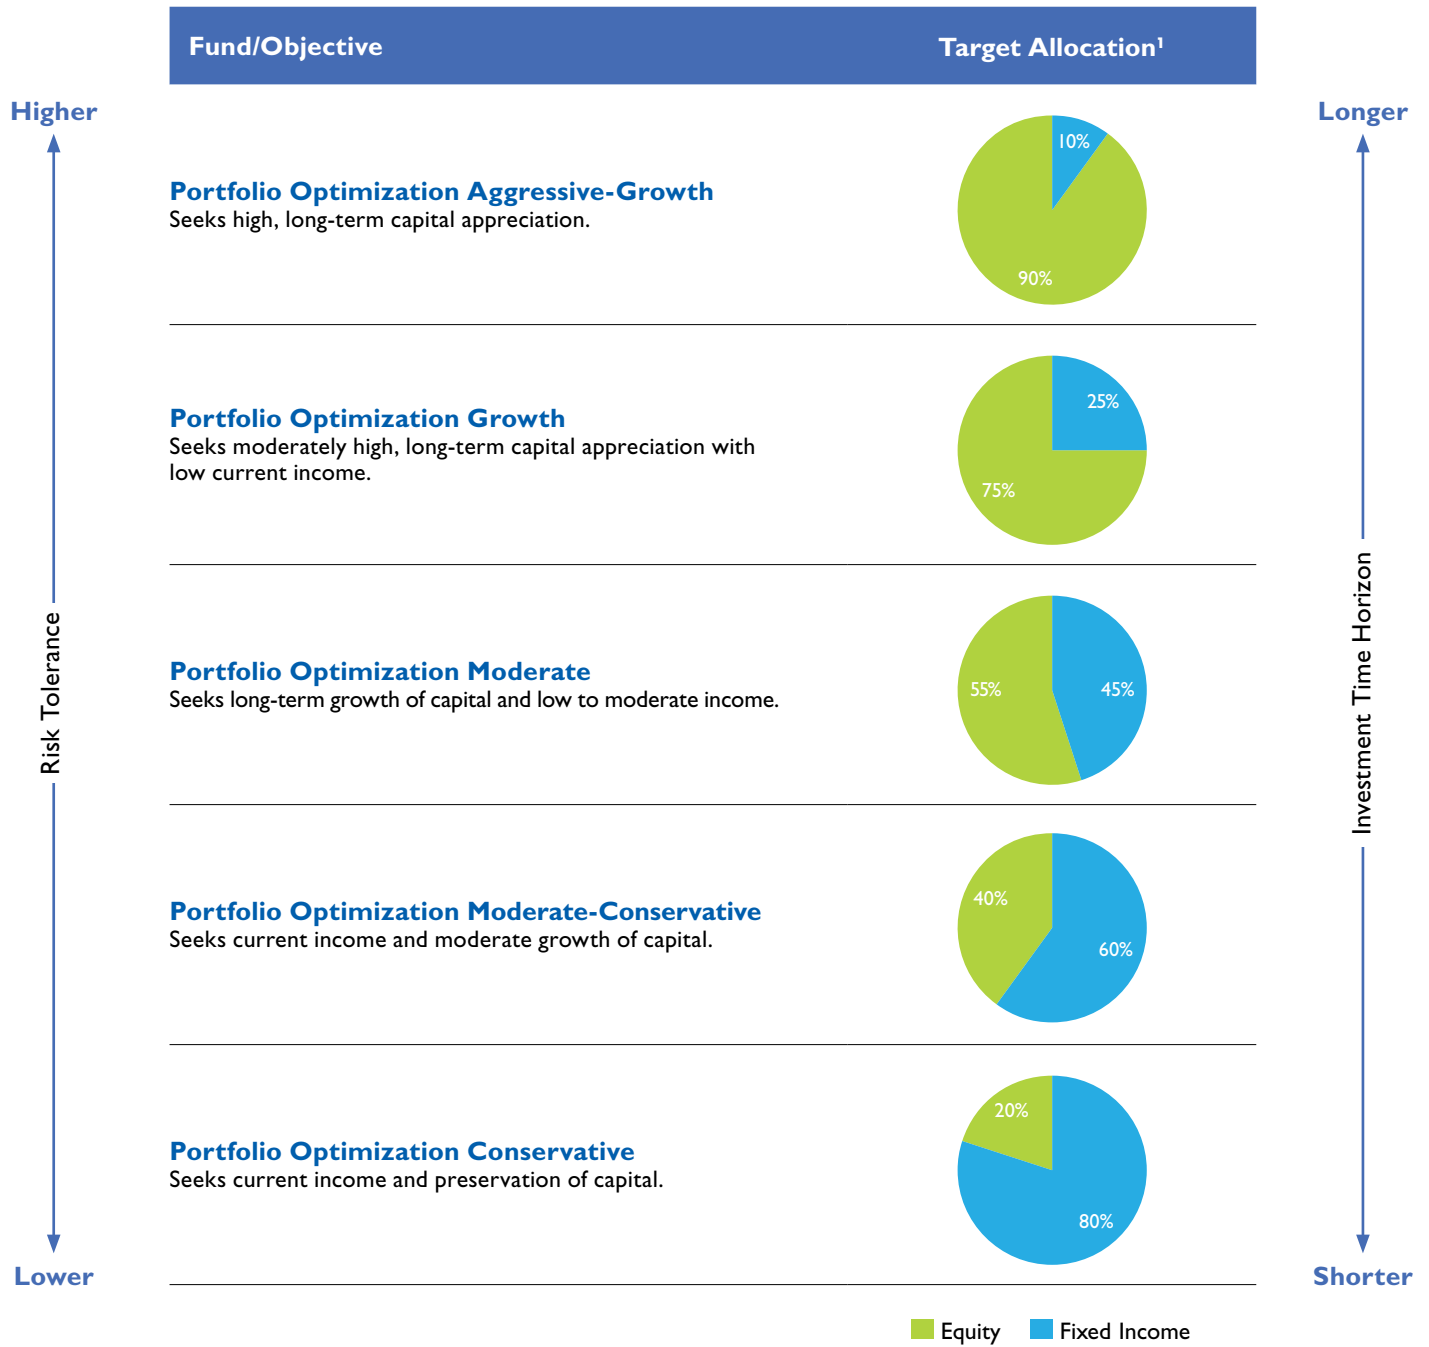 Fund/Objective
Target Allocation¹
Higher
Longer
10%
Portfolio Optimization Aggressive-Growth
Seeks high, long-term capital appreciation.
90%
25%
Portfolio Optimization Growth
Seeks moderately high, long-term capital appreciation with
low current income.
75%
Risk Tolerance
Investment Time Horizon
Portfolio Optimization Moderate
Seeks long-term growth of capital and low to moderate income.
55%
45%
40%
Portfolio Optimization Moderate-Conservative
Seeks current income and moderate growth of capital.
60%
20%
Portfolio Optimization Conservative
Seeks current income and preservation of capital.
80%
Lower
Shorter
Equity
Fixed Income